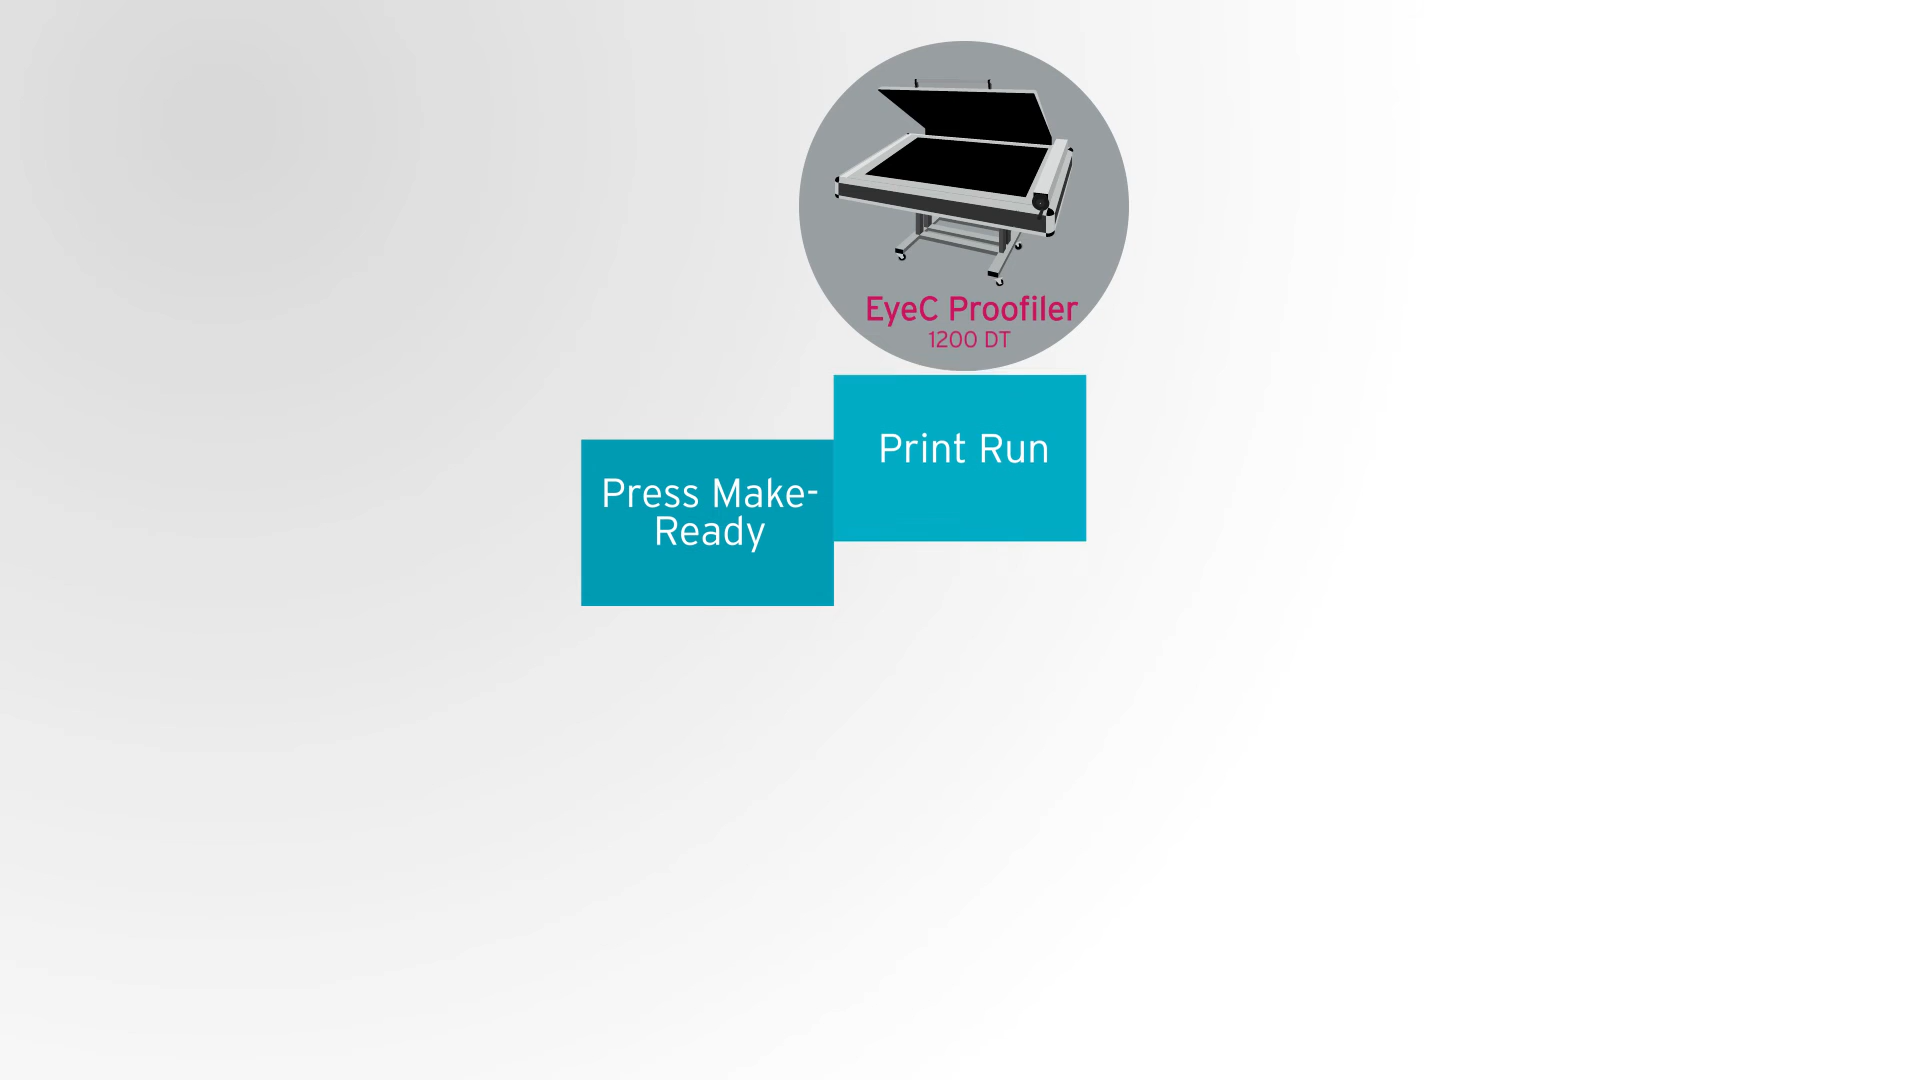 EyeC Proofiler
1200 DT
Print Run
Press Make-
Ready